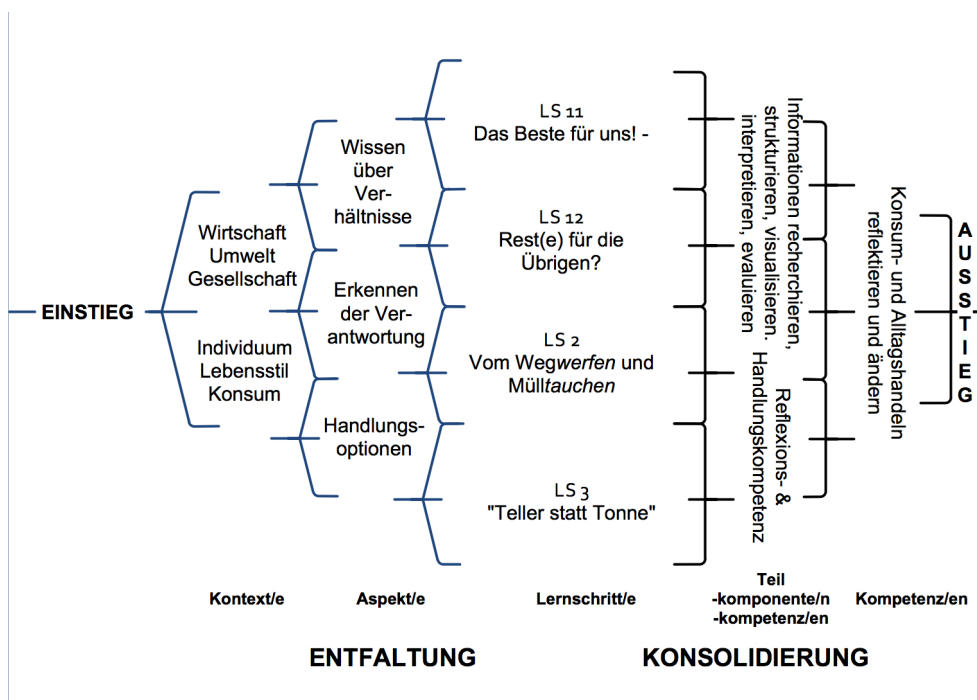 EINSTIEG
Wirtschaft
Umwelt
Gesellschaft
Individuum
Lebensstil
Konsum
Wissen
über
Ver-
hältnisse
Erkennen
der Ver-
antwortung
Handlungs-
optionen
LS 11
Das Beste für uns! -
LS 12
Rest(e) für die
Übrigen?
LS 2
Vom Wegwerfen und
Mülltauchen
LS 3
"Teller statt Tonne"
Informationen recherchieren,
strukturieren, visualisieren.
interpretieren, evaluieren
Reflexions- &
Handlungskompetenz
Konsum- und Alltagshandeln
reflektieren und ändern
AUSSTIEG
Kontext/e
Aspekt/e
Lernschritt/e
Teil
-komponente/n
-kompetenz/en
Kompetenz/en
ENTFALTUNG
KONSOLIDIERUNG